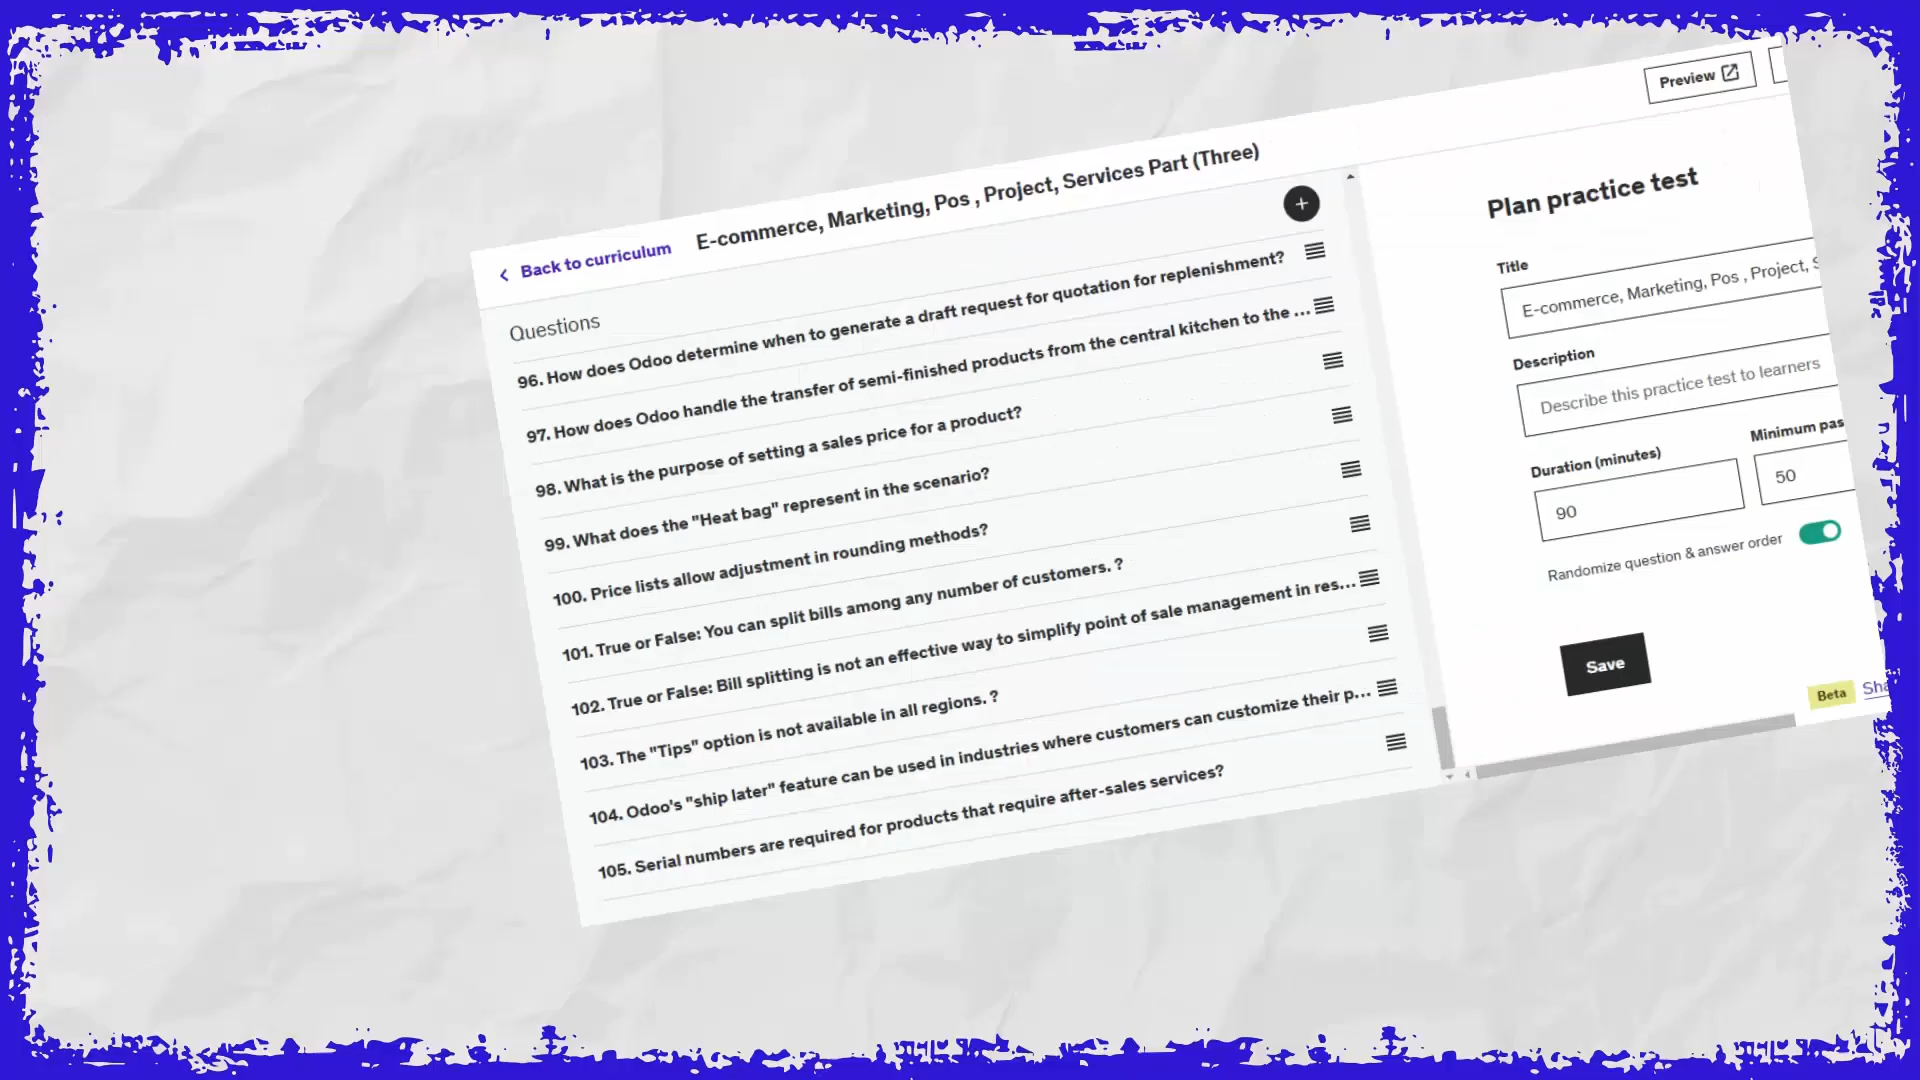 Back to curriculum
E-commerce, Marketing, Pos , Project, Services Part (Three)
Preview
Questions
96. How does Odoo determine when to generate a draft request for quotation for replenishment?
97. How does Odoo handle the transfer of semi-finished products from the central kitchen to the ...
98. What is the purpose of setting a sales price for a product?
99. What does the "Heat bag" represent in the scenario?
100. Price lists allow adjustment in rounding methods?
101. True or False: You can split bills among any number of customers. ?
102. True or False: Bill splitting is not an effective way to simplify point of sale management in res...
103. The "Tips" option is not available in all regions. ?
104. Odoo's "ship later" feature can be used in industries where customers can customize their p...
105. Serial numbers are required for products that require after-sales services?
Plan practice test
Title
E-commerce, Marketing, Pos , Project, S
Description
Describe this practice test to learners
Duration (minutes)
Minimum pas
90
50
Randomize question & answer order
Save
Beta
Sha